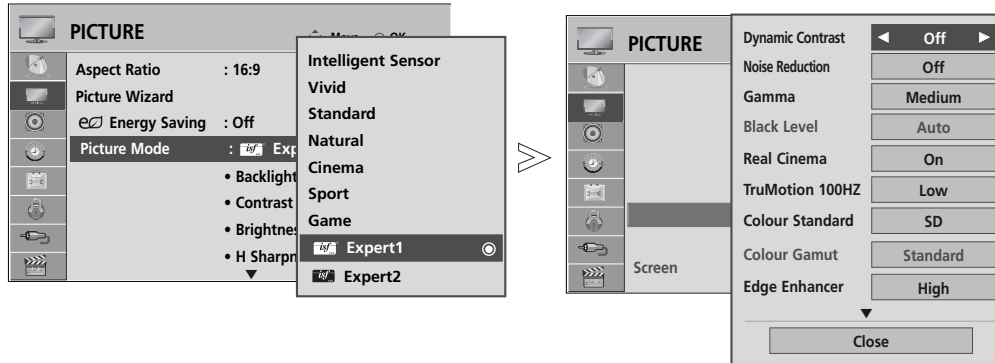 PICTURE
Move OK
Aspect Ratio : 16:9
Picture Wizard
Energy Saving : Off
Picture Mode : isf Exp
• Backlight
• Contrast
• Brightnes
• H Sharpn
Intelligent Sensor
Vivid
Standard
Natural
Cinema
Sport
Game
isf Expert1
isf Expert2
PICTURE
Screen
Dynamic Contrast Off
Noise Reduction Off
Gamma Medium
Black Level Auto
Real Cinema On
TruMotion 100HZ Low
Colour Standard SD
Colour Gamut Standard
Edge Enhancer High
Close